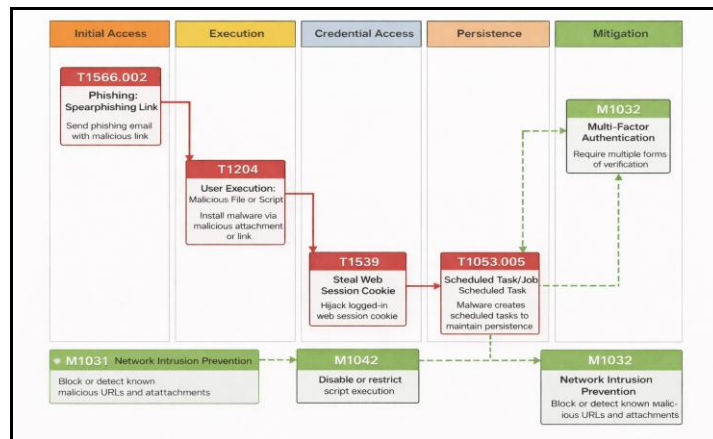 Initial Access
Execution
Credential Access
Persistence
Mitigation
T1566.002
Phishing:
Spearphishing Link
Send phishing email
with malicious link
T1204
User Execution:
Malicious File or Script
Install malware via
malicious attachment
or link
T1539
Steal Web
Session Cookie
Hijack logged-in
web session cookie
T1053.005
Scheduled Task/Job
Scheduled Task
Malware creates
scheduled tasks to
maintain persistence
M1032
Multi-Factor
Authentication
Require multiple forms
of verification
M1031 Network Intrusion Prevention
Block or detect known
malicious URLs and atattachments
M1042
Disable or restrict
script execution
M1032
Network Intrusion
Prevention
Block or detect known malic-
ious URLs and attachments